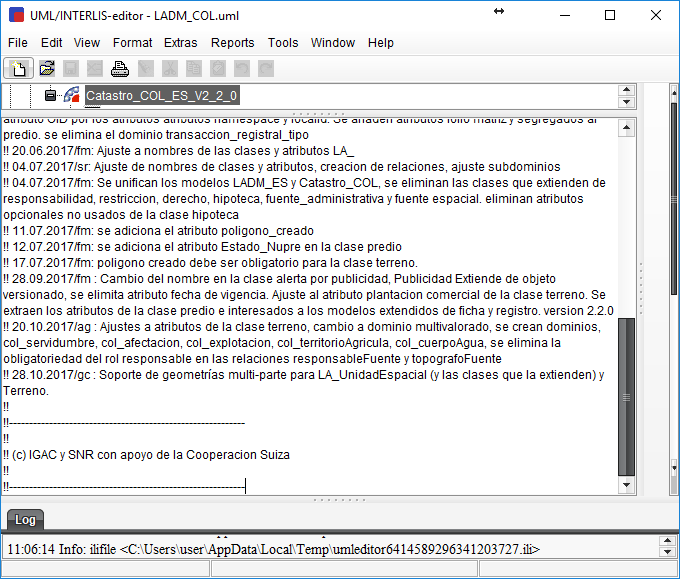 UML/INTERLIS-editor - LADM_COL.uml
File Edit View Format Extras Reports Tools Window Help
Catastro_COL_ES_V2_2_0
atributo OID por los atributos atributos namespace y localId. Se añaden atributos folio matriz y segregados al
predio. se elimina el dominio transaccion_registral_tipo
!! 20.06.2017/fm: Ajuste a nombres de las clases y atributos LA_
!! 04.07.2017/sr: Ajuste de nombres de clases y atributos, creacion de relaciones, ajuste subdominios
!! 04.07.2017/fm: Se unifican los modelos LADM_ES y Catastro_COL, se eliminan las clases que extienden de
responsabilidad, restriccion, derecho, hipoteca, fuente_administrativa y fuente espacial. eliminan atributos
opcionales no usados de la clase hipoteca
!! 11.07.2017/fm: se adiciona el atributo poligono_creado
!! 12.07.2017/fm: se adiciona el atributo Estado_Nupre en la clase predio
!! 17.07.2017/fm: poligono creado debe ser obligatorio para la clase terreno.
!! 28.09.2017/fm : Cambio del nombre en la clase alerta por publicidad, Publicidad Extiende de objeto
versionado, se elimita atributo fecha de vigencia. Ajuste al atributo plantacion comercial de la clase terreno. Se
extraen los atributos de la clase predio e interesados a los modelos extendidos de ficha y registro. version 2.2.0
!! 20.10.2017/ag : Ajustes a atributos de la clase terreno, cambio a dominio multivalorado, se crean dominios,
col_servidumbre, col_afectacion, col_explotacion, col_territorioAgricula, col_cuerpoAgua, se elimina la
obligatoriedad del rol responsable en las relaciones responsableFuente y topografoFuente
!! 28.10.2017/gc : Soporte de geometrías multi-parte para LA_UnidadEspacial (y las clases que la extienden) y
Terreno.
!!
!!-----------------------------------------------------------
!!
!! (c) IGAC y SNR con apoyo de la Cooperacion Suiza
!!
!!-----------------------------------------------------------
Log
11:06:14 Info: ilifile <C:\Users\user\AppData\Local\Temp\umleditor6414589296341203727.ili>